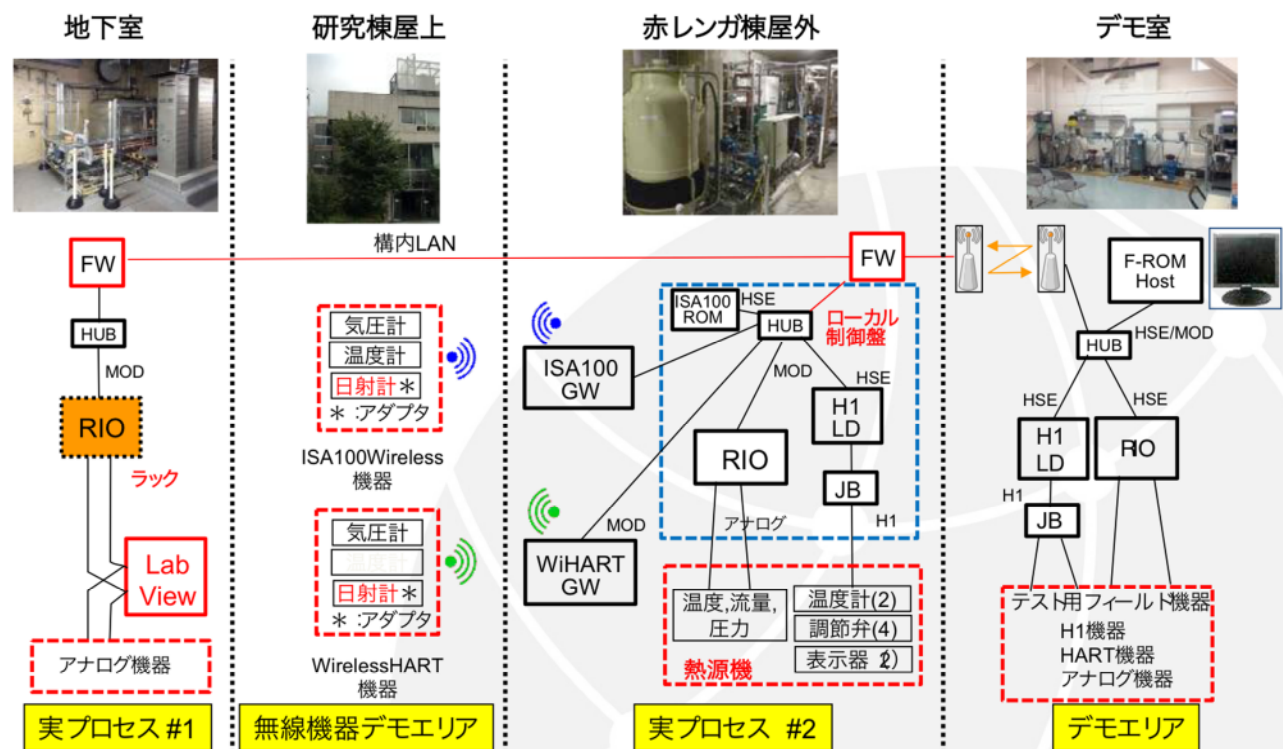 地下室
研究棟屋上
赤レンガ棟屋外
デモ室
構内LAN
FW
HUB
MOD
RIO
ラック
Lab
View
アナログ機器
実プロセス #1
気圧計
温度計
日射計＊
＊ :アダプタ
ISA100Wireless
機器
気圧計
温度計
日射計＊
＊ :アダプタ
WirelessHART
機器
無線機器デモエリア
FW
ISA100
ROM
HSE
HUB
ローカル
制御盤
ISA100
GW
MOD
HSE
H1
LD
RIO
JB
MOD
アナログ
H1
WiHART
GW
温度,流量,
圧力
温度計(2)
調節弁(4)
表示器 2)
熱源機
実プロセス #2
F-ROM
Host
HUB
HSE/MOD
HSE
HSE
H1
LD
RIO
H1
JB
テスト用フィールド機器
H1機器
HART機器
アナログ機器
デモエリア